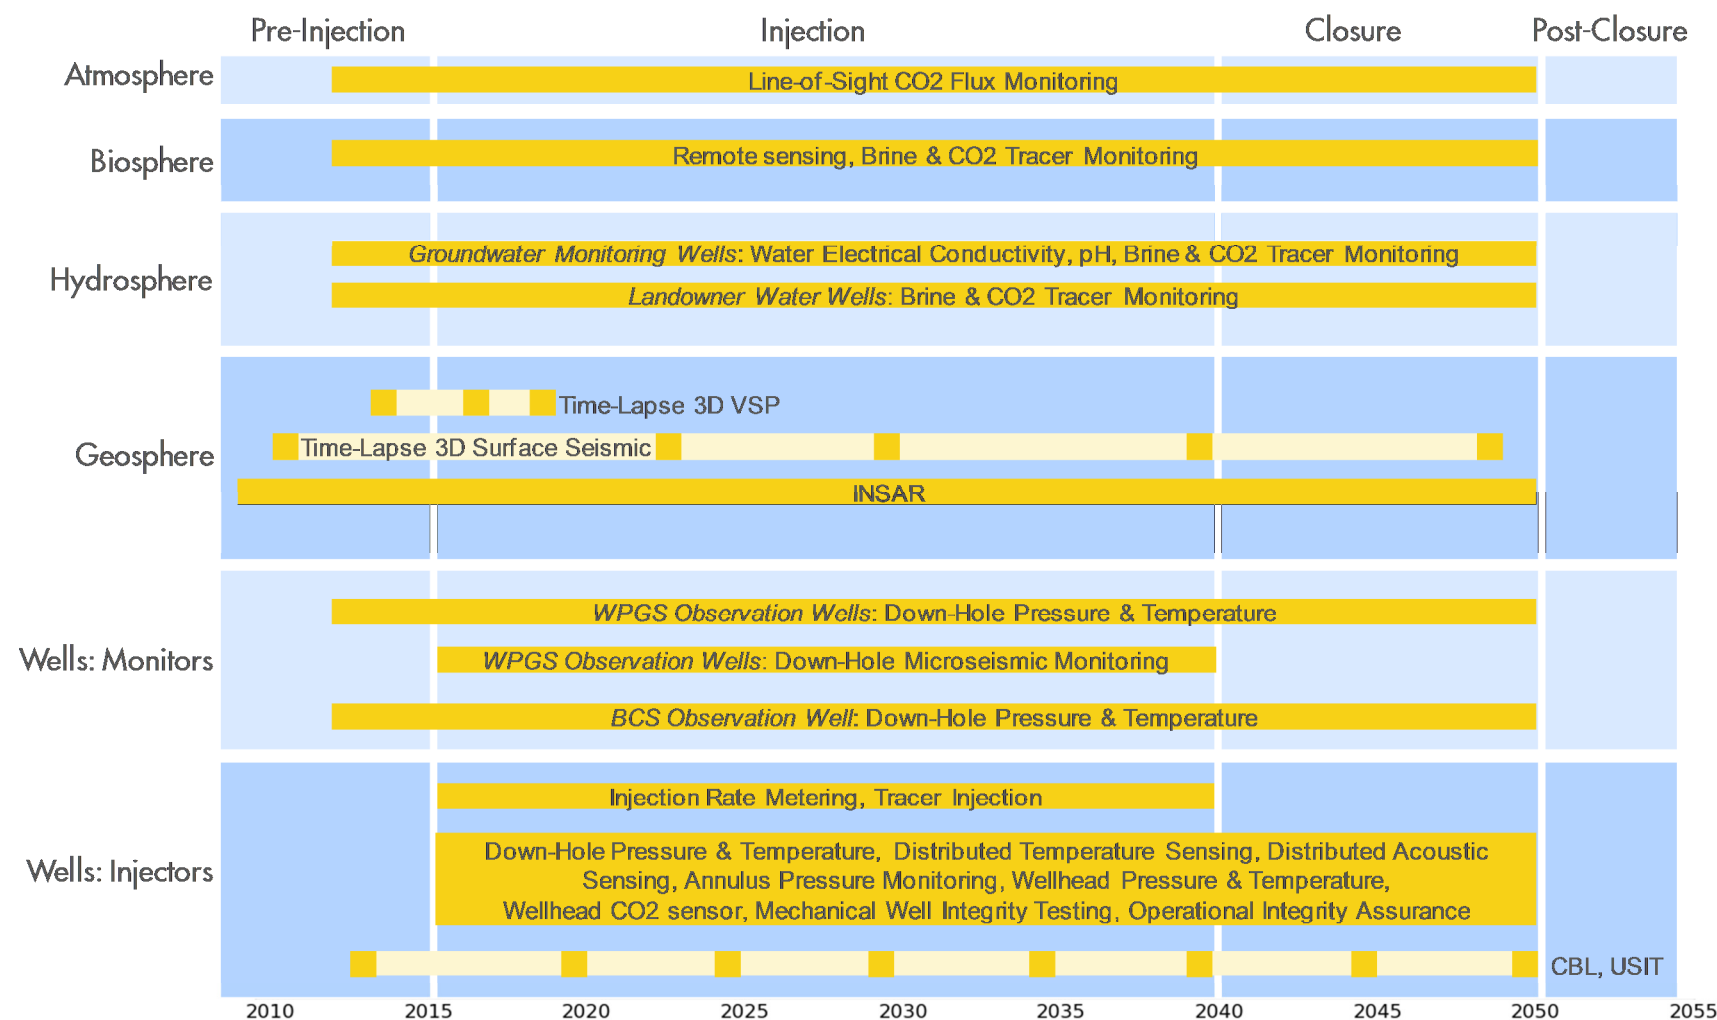 Pre-Injection Injection Closure Post-Closure
Atmosphere
Line-of-Sight CO2 Flux Monitoring
Biosphere
Remote sensing, Brine & CO2 Tracer Monitoring
Hydrosphere
Groundwater Monitoring Wells: Water Electrical Conductivity, pH, Brine & CO2 Tracer Monitoring
Landowner Water Wells: Brine & CO2 Tracer Monitoring
Geosphere
Time-Lapse 3D VSP
Time-Lapse 3D Surface Seismic
INSAR
Wells: Monitors
WPGS Observation Wells: Down-Hole Pressure & Temperature
WPGS Observation Wells: Down-Hole Microseismic Monitoring
BCS Observation Well: Down-Hole Pressure & Temperature
Wells: Injectors
Injection Rate Metering, Tracer Injection
Down-Hole Pressure & Temperature, Distributed Temperature Sensing, Distributed Acoustic
Sensing, Annulus Pressure Monitoring, Wellhead Pressure & Temperature,
Wellhead CO2 sensor, Mechanical Well Integrity Testing, Operational Integrity Assurance
CBL, USIT
2010 2015 2020 2025 2030 2035 2040 2045 2050 2055